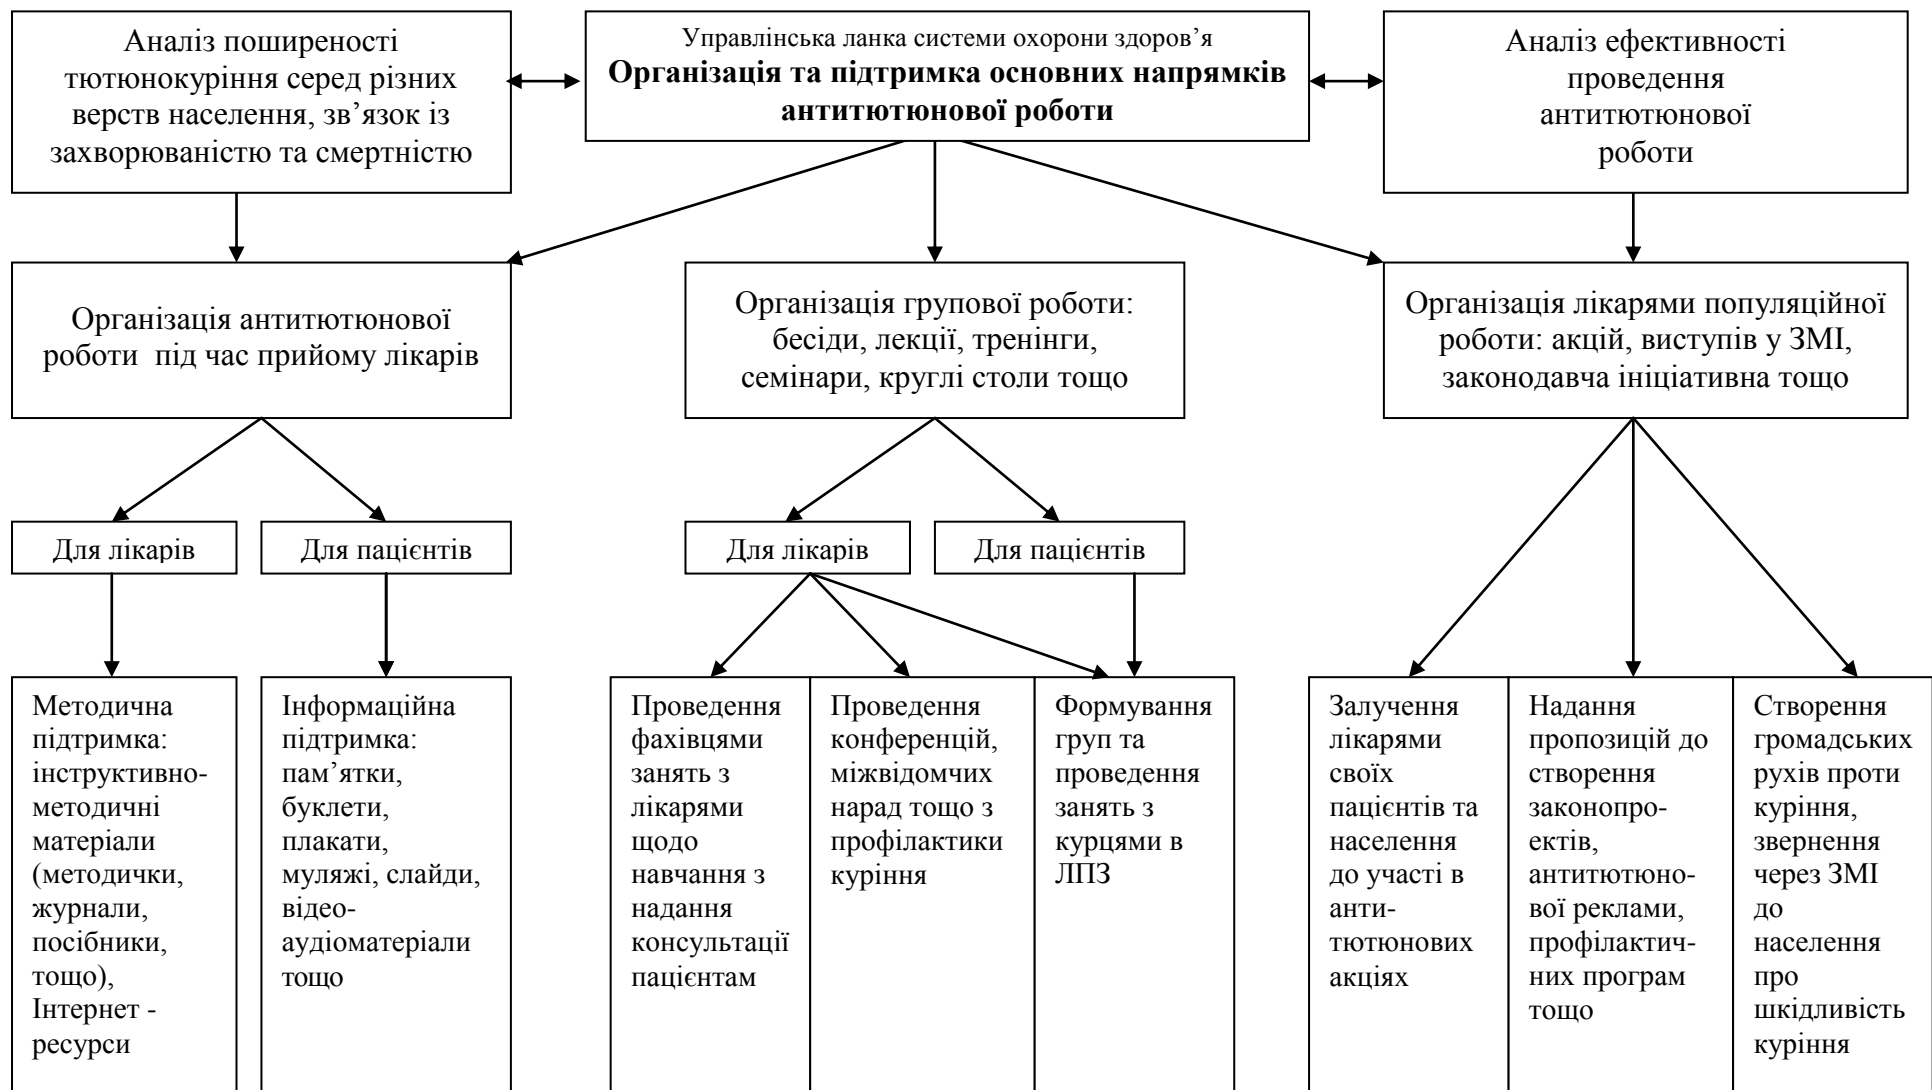 Аналіз поширеності
тютюнокуріння серед різних
верств населення, зв’язок із
захворюваністю та смертністю
Управлінська ланка системи охорони здоров’я
Організація та підтримка основних напрямків
антитютюнової роботи
Аналіз ефективності
проведення
антитютюнової
роботи
Організація антитютюнової
роботи під час прийому лікарів
Організація групової роботи:
бесіди, лекції, тренінги,
семінари, круглі столи тощо
Організація лікарями популяційної
роботи: акцій, виступів у ЗМІ,
законодавча ініціативна тощо
Для лікарів
Для пацієнтів
Для лікарів
Для пацієнтів
Методична
підтримка:
інструктивно-
методичні
матеріали
(методички,
журнали,
посібники,
тощо),
Інтернет -
ресурси
Інформаційна
підтримка:
пам’ятки,
буклети,
плакати,
муляжі, слайди,
відео-
аудіоматеріали
тощо
Проведення
фахівцями
занять з
лікарями
щодо
навчання з
надання
консультації
пацієнтам
Проведення
конференцій,
міжвідомчих
нарад тощо з
профілактики
куріння
Формування
груп та
проведення
занять з
курцями в
ЛПЗ
Залучення
лікарями
своїх
пацієнтів та
населення
до участі в
анти-
тютюнових
акціях
Надання
пропозицій до
створення
законопро-
ектів,
антитютюно-
вої реклами,
профілактич-
них програм
тощо
Створення
громадських
рухів проти
куріння,
звернення
через ЗМІ
до
населення
про
шкідливість
куріння